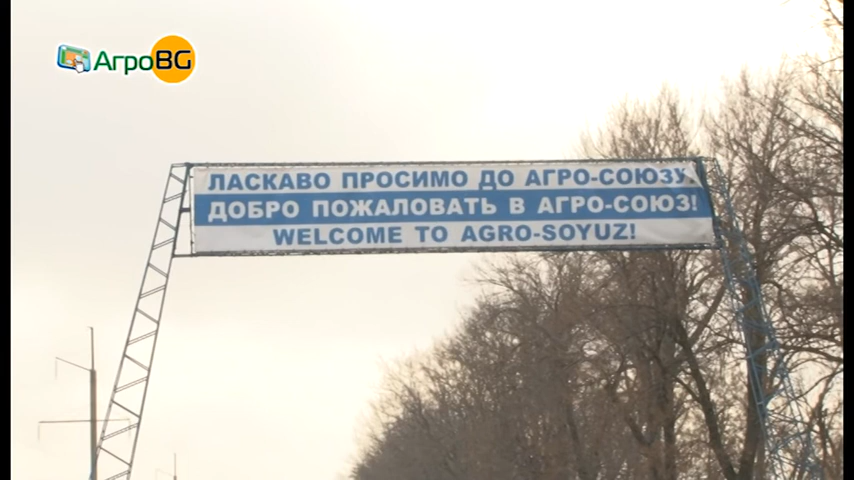 АгроBG
ЛАСКАВО ПРОСИМО ДО АГРО-СОЮЗУ
ДОБРО ПОЖАЛОВАТЬ В АГРО-СОЮЗ!
WELCOME TO AGRO-SOYUZ!